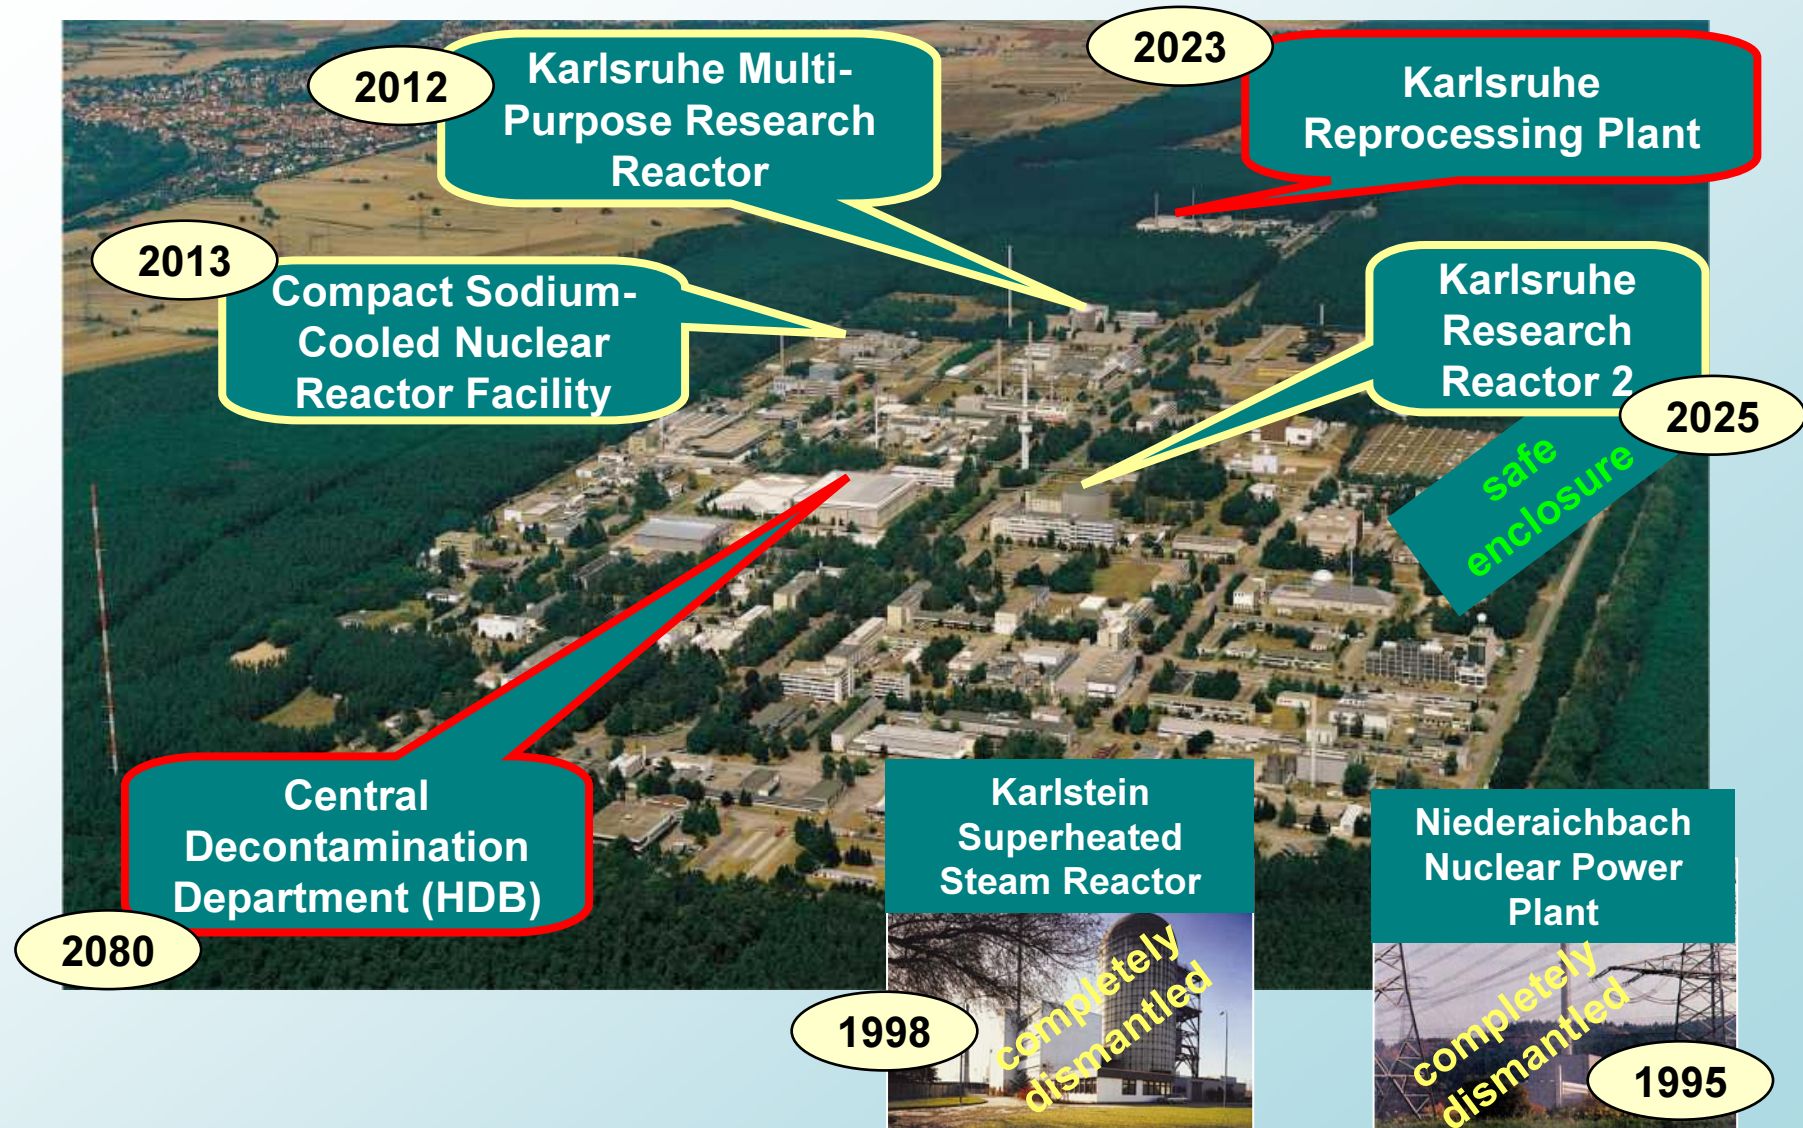 2012
Karlsruhe Multi-
Purpose Research
Reactor
2023
Karlsruhe
Reprocessing Plant
2013
Compact Sodium-
Cooled Nuclear
Reactor Facility
Karlsruhe
Research
Reactor 2
2025
safe
enclosure
Central
Decontamination
Department (HDB)
2080
Karlstein
Superheated
Steam Reactor
completely
dismantled
1998
Niederaichbach
Nuclear Power
Plant
completely
dismantled
1995